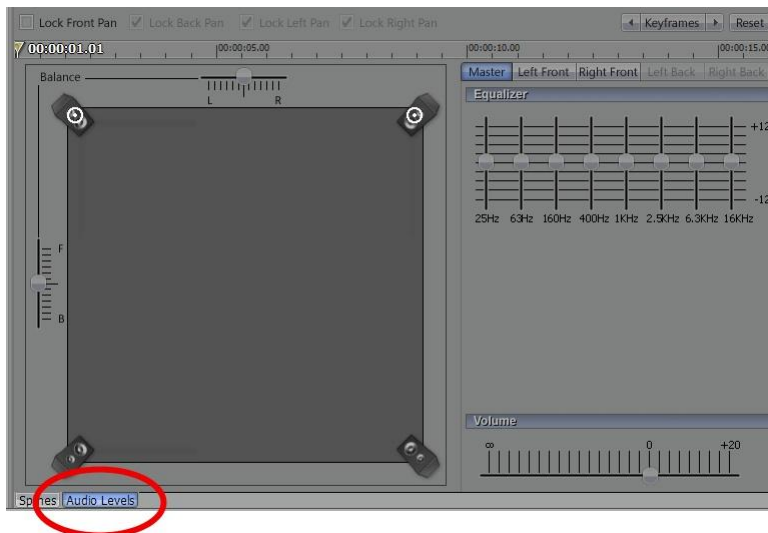 Lock Front Pan Lock Back Pan Lock Left Pan Lock Right Pan Keyframes Reset
00:00:01.01 00:00:05.00 00:00:10.00 00:00:15.0
Balance
L R
F
B
Master Left Front Right Front Left Back Right Back
Equalizer
+12
-12
25Hz 63Hz 160Hz 400Hz 1KHz 2.5KHz 6.3KHz 16KHz
Volume
∞ 0 +20
Splines Audio Levels